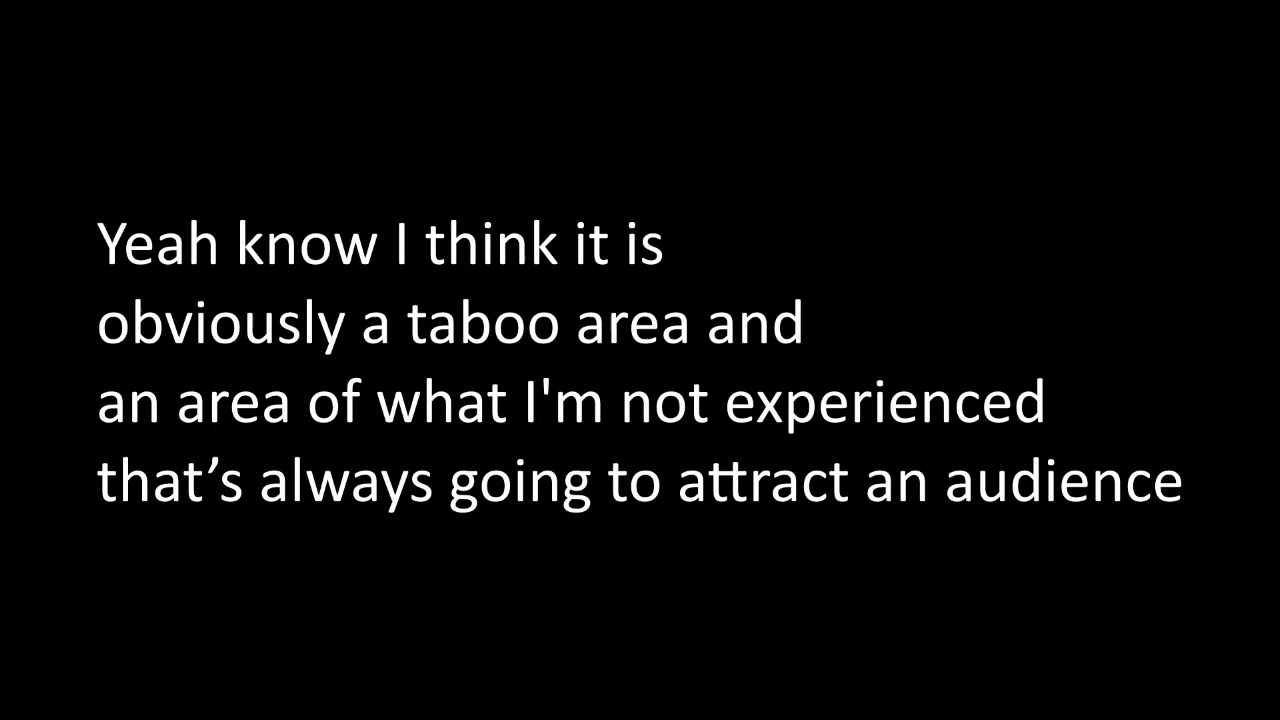 Yeah know I think it is
obviously a taboo area and
an area of what I'm not experienced
that’s always going to attract an audience